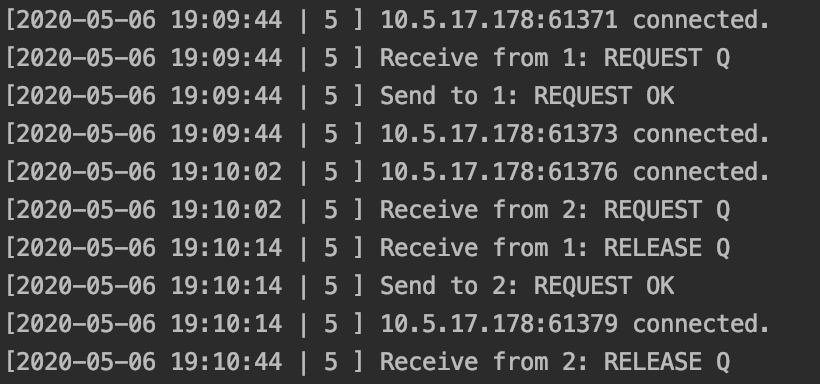 [2020-05-06 19:09:44 | 5 ] 10.5.17.178:61371 connected.
[2020-05-06 19:09:44 | 5 ] Receive from 1: REQUEST Q
[2020-05-06 19:09:44 | 5 ] Send to 1: REQUEST OK
[2020-05-06 19:09:44 | 5 ] 10.5.17.178:61373 connected.
[2020-05-06 19:10:02 | 5 ] 10.5.17.178:61376 connected.
[2020-05-06 19:10:02 | 5 ] Receive from 2: REQUEST Q
[2020-05-06 19:10:14 | 5 ] Receive from 1: RELEASE Q
[2020-05-06 19:10:14 | 5 ] Send to 2: REQUEST OK
[2020-05-06 19:10:14 | 5 ] 10.5.17.178:61379 connected.
[2020-05-06 19:10:44 | 5 ] Receive from 2: RELEASE Q